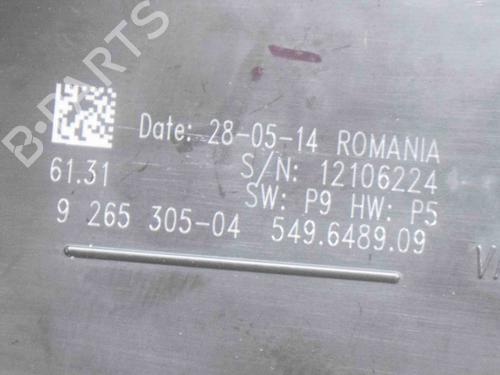 B-PARTS
Date: 28-05-14 ROMANIA
61.31 S/N: 12106224
SW: P9 HW: P5
9 265 305-04 549.6489.09